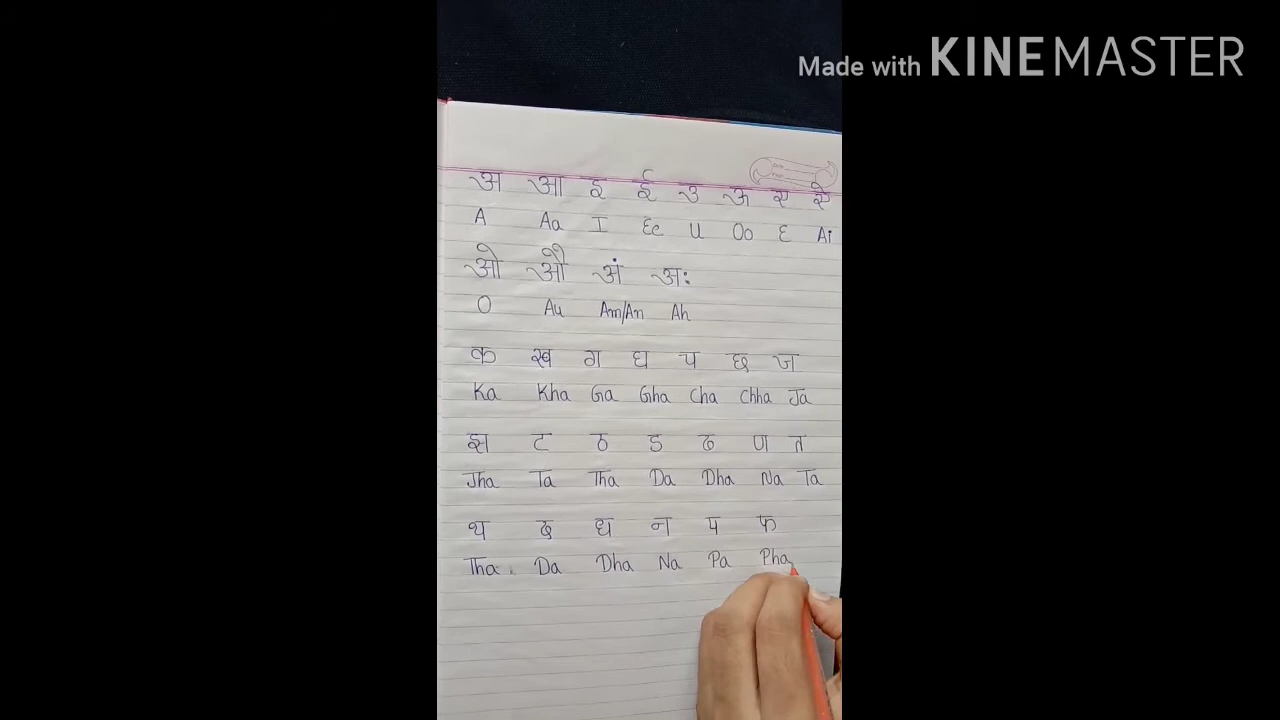 Made with KINEMASTER
अ आ इ ई उ ऊ ए ऐ
A Aa I Ee U Oo E Ai
ओ औ अं अः
O Au Am/An Ah
क ख ग घ च छ ज
Ka Kha Ga Gha Cha Chha Ja
झ ट ठ ड ढ ण त
Jha Ta Tha Da Dha Na Ta
थ द ध न प फ
Tha Da Dha Na Pa Pha